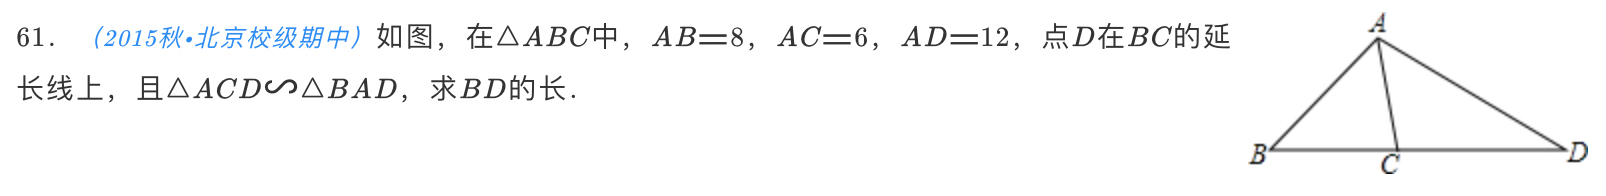 61. （2015秋•北京校级期中）如图，在△ABC中，AB=8，AC=6，AD=12，点D在BC的延
长线上，且△ACD∽△BAD，求BD的长．
A
B
C
D